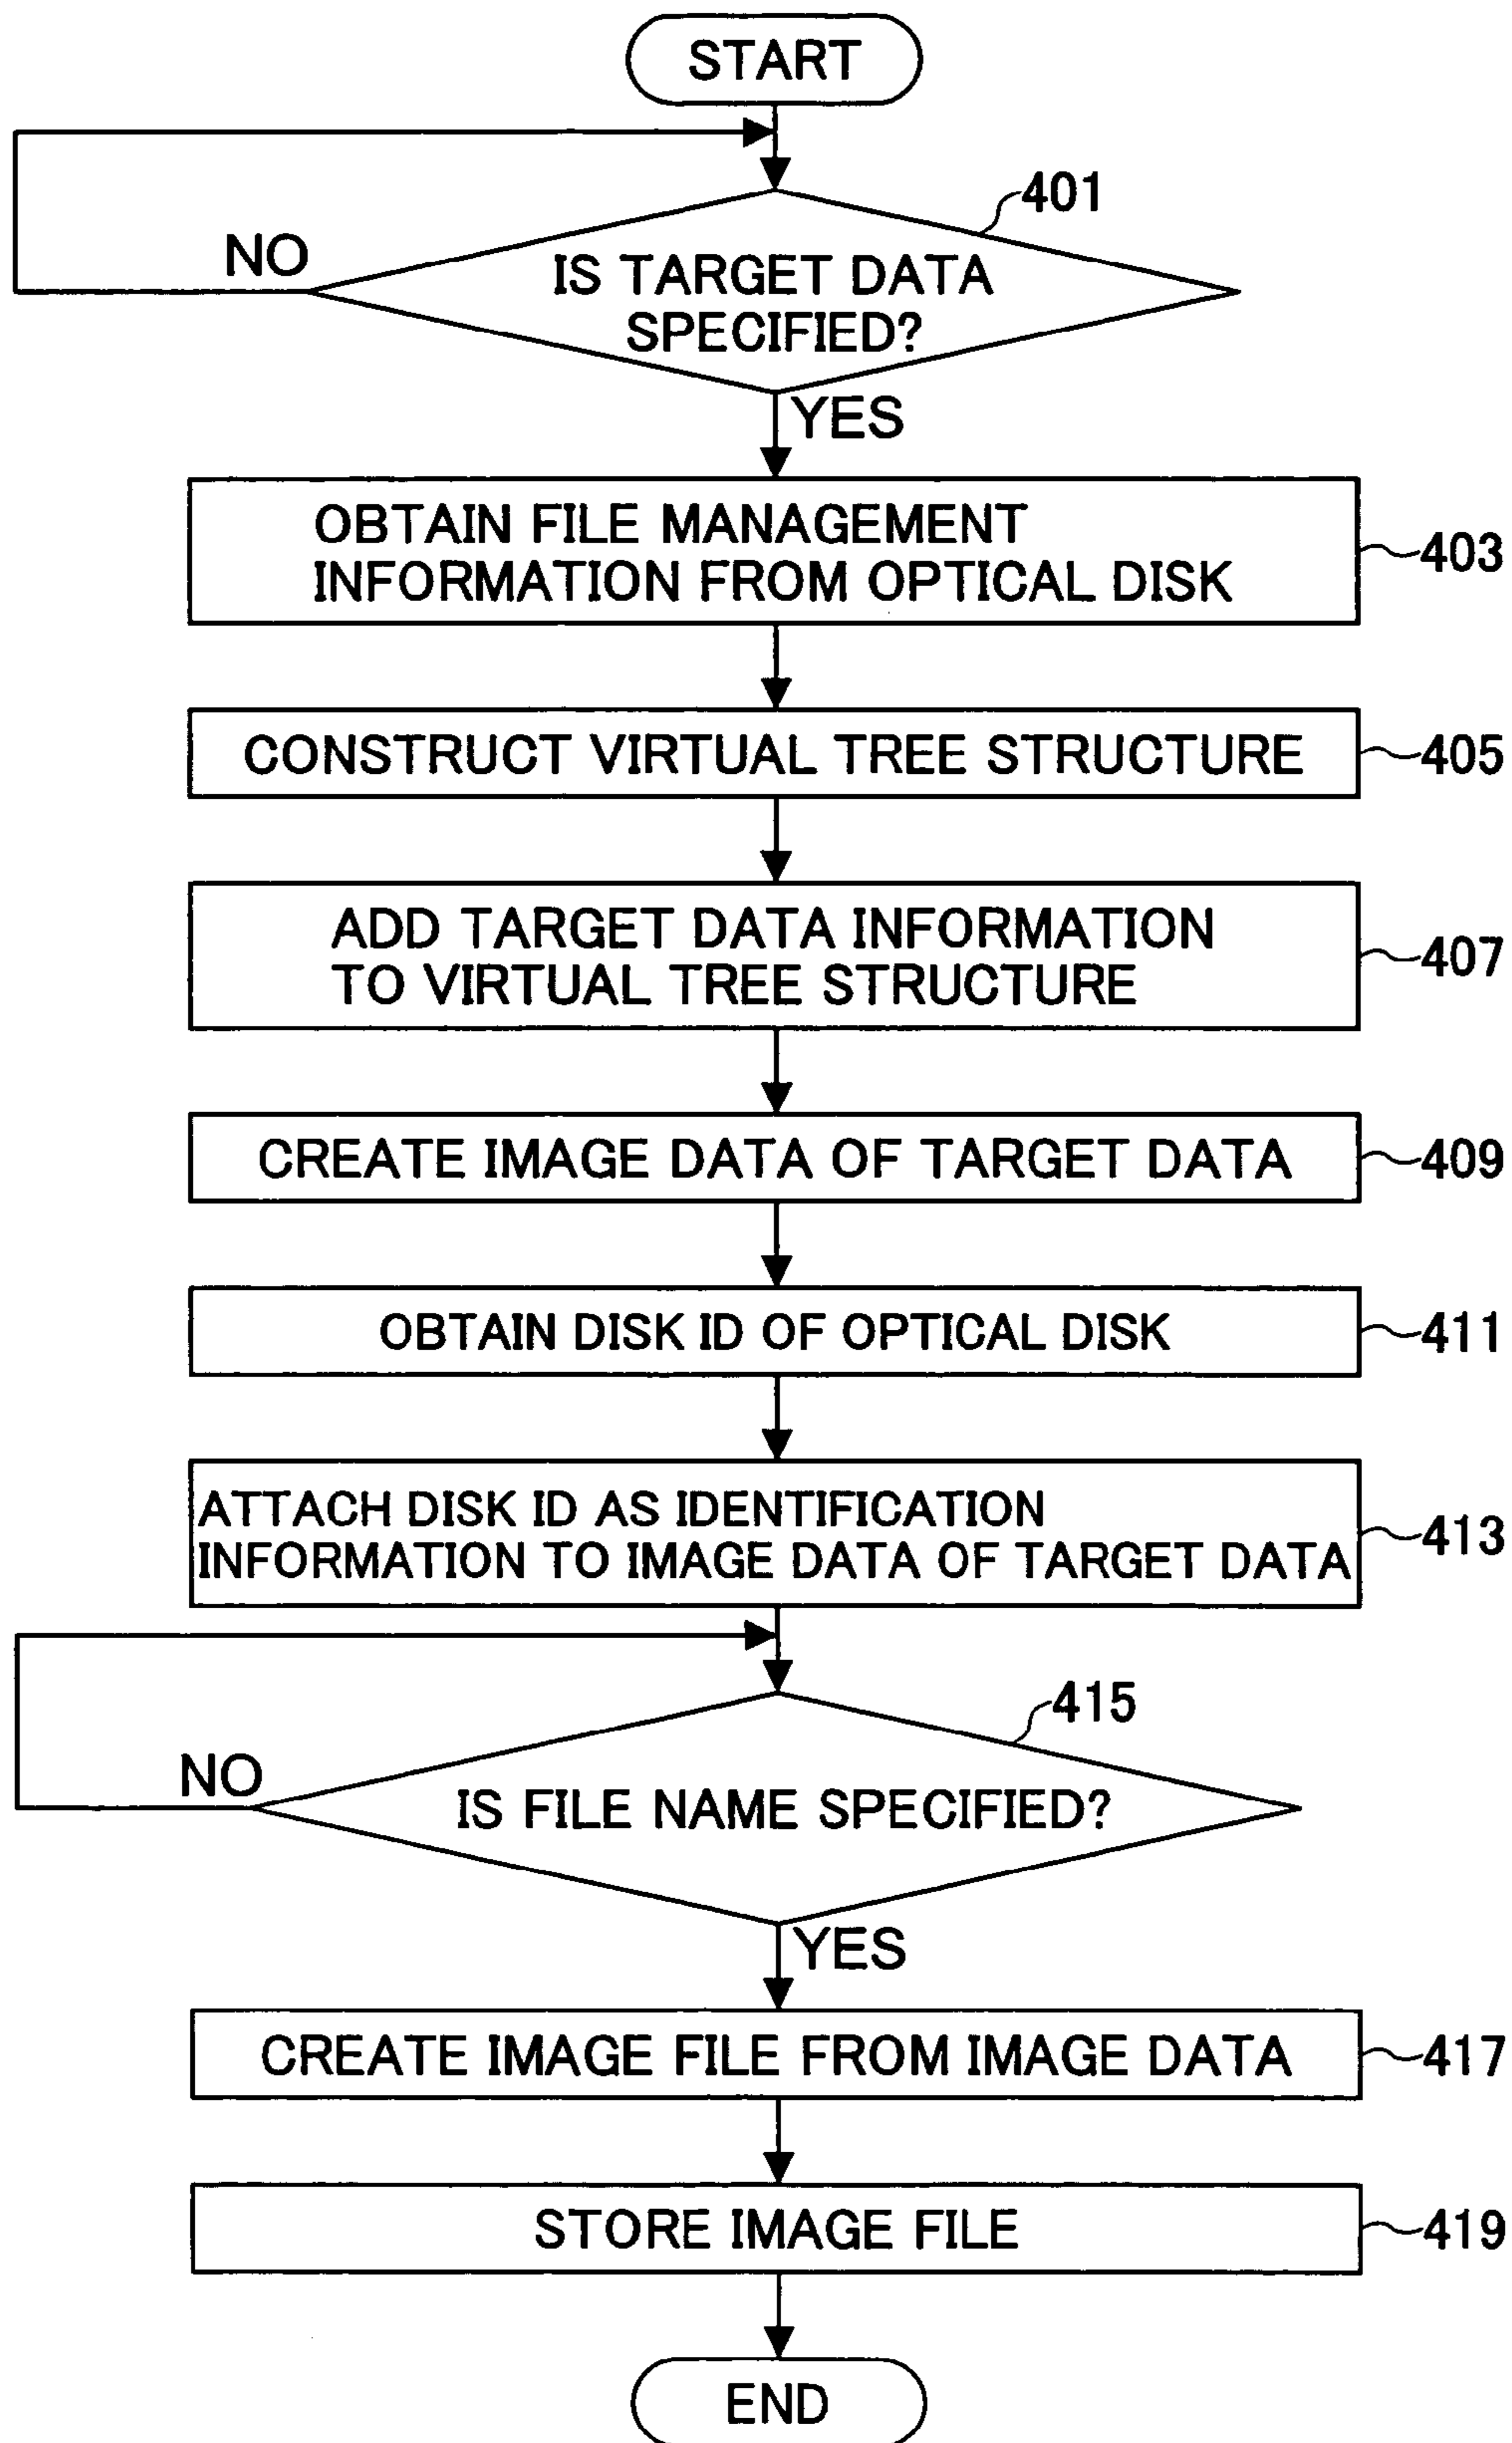 START
401
NO
IS TARGET DATA
SPECIFIED?
YES
OBTAIN FILE MANAGEMENT
INFORMATION FROM OPTICAL DISK
403
CONSTRUCT VIRTUAL TREE STRUCTURE
405
ADD TARGET DATA INFORMATION
TO VIRTUAL TREE STRUCTURE
407
CREATE IMAGE DATA OF TARGET DATA
409
OBTAIN DISK ID OF OPTICAL DISK
411
ATTACH DISK ID AS IDENTIFICATION
INFORMATION TO IMAGE DATA OF TARGET DATA
413
415
NO
IS FILE NAME SPECIFIED?
YES
CREATE IMAGE FILE FROM IMAGE DATA
417
STORE IMAGE FILE
419
END